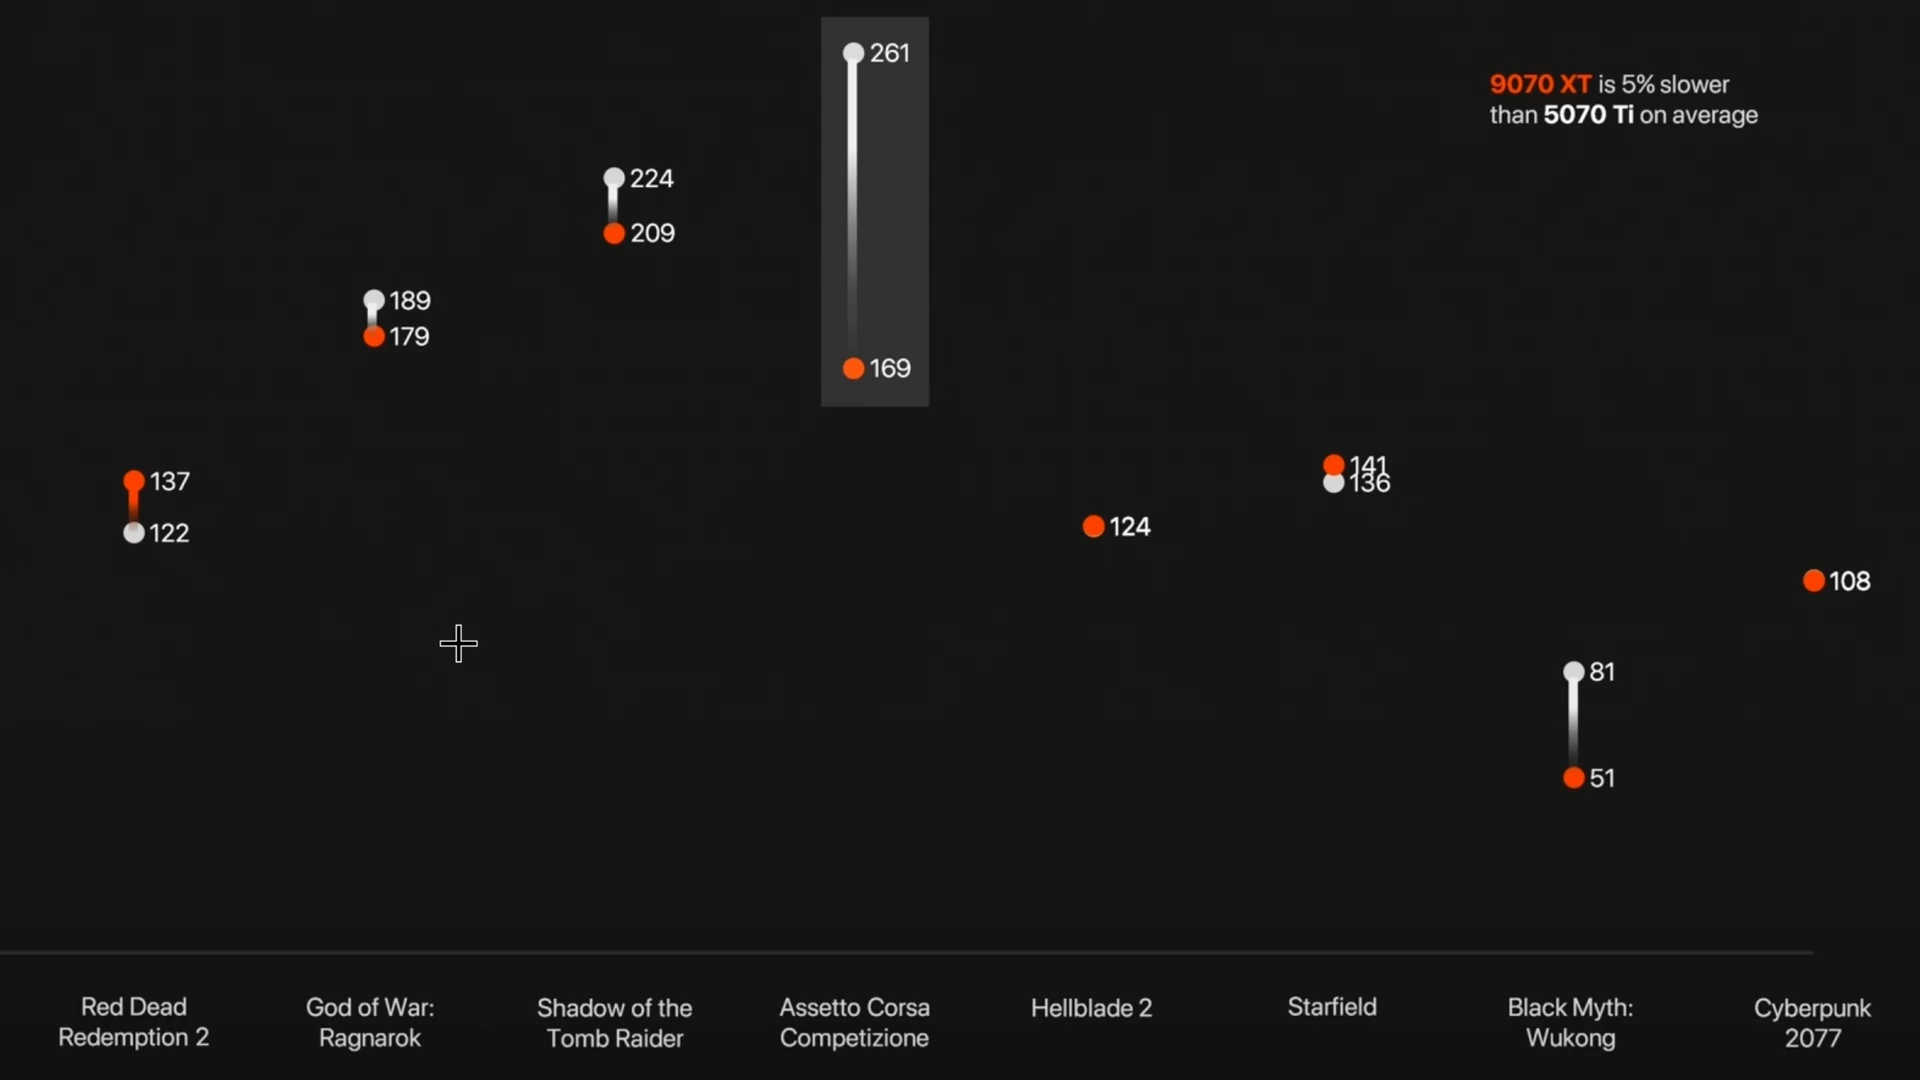 261
9070 XT is 5% slower
than 5070 Ti on average
224
209
189
179
169
137
122
141
136
124
108
81
51
Red Dead
Redemption 2
God of War:
Ragnarok
Shadow of the
Tomb Raider
Assetto Corsa
Competizione
Hellblade 2
Starfield
Black Myth:
Wukong
Cyberpunk
2077